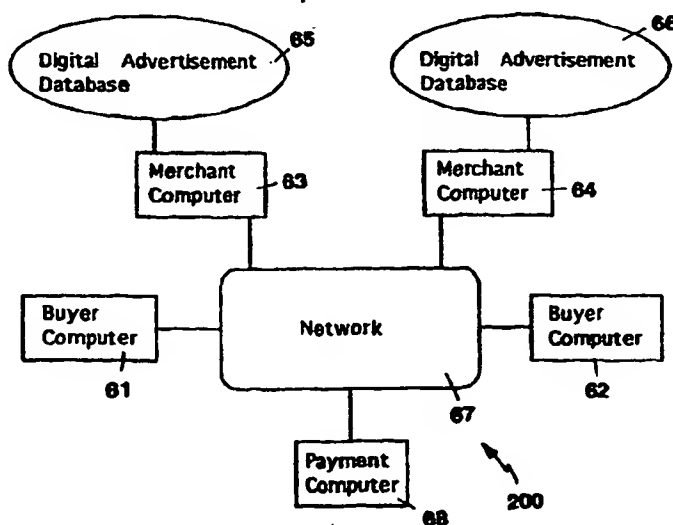 Digital Advertisement
Database
65
Digital Advertisement
Database
66
Merchant
Computer
63
Merchant
Computer
64
Buyer
Computer
61
Network
67
Buyer
Computer
62
Payment
Computer
68
200